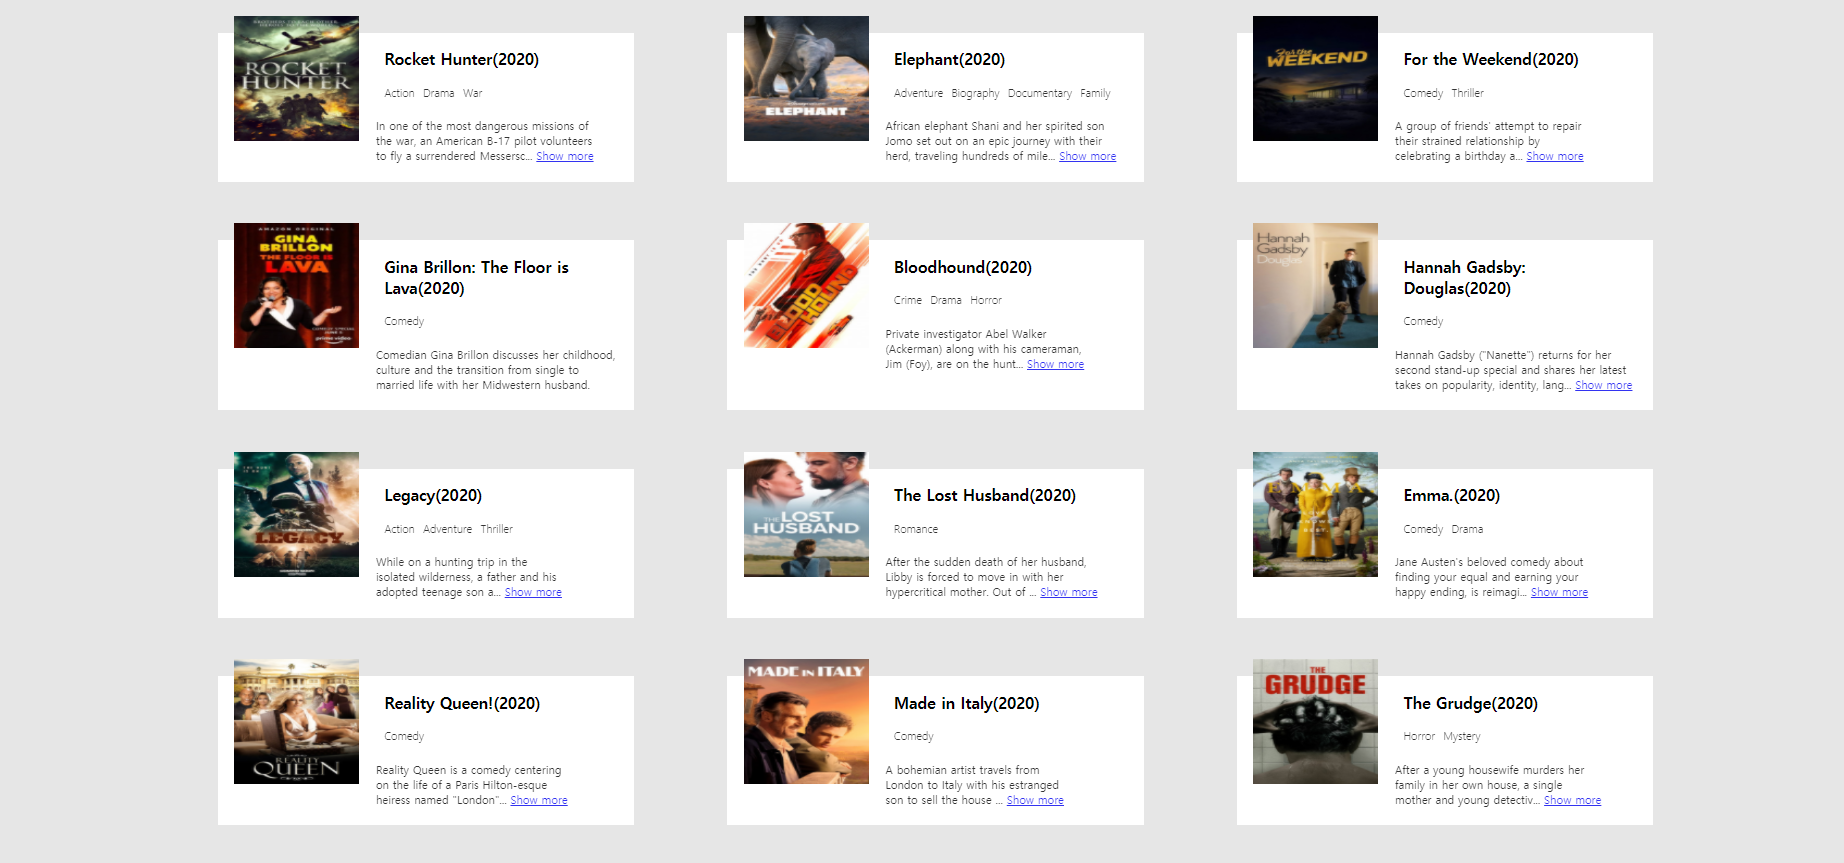 ROCKET
HUNTER
Rocket Hunter(2020)
Action Drama War
In one of the most dangerous missions of
the war, an American B-17 pilot volunteers
to fly a surrendered Messersc... Show more
ELEPHANT
Elephant(2020)
Adventure Biography Documentary Family
African elephant Shani and her spirited son
Jomo set out on an epic journey with their
herd, traveling hundreds of mile... Show more
For the
WEEKEND
For the Weekend(2020)
Comedy Thriller
A group of friends' attempt to repair
their strained relationship by
celebrating a birthday a... Show more
AMAZON ORIGINAL
GINA
BRILLON
THE FLOOR IS
LAVA
Gina Brillon: The Floor is
Lava(2020)
Comedy
Comedian Gina Brillon discusses her childhood,
culture and the transition from single to
married life with her Midwestern husband.
BLOOD
HOUND
Bloodhound(2020)
Crime Drama Horror
Private investigator Abel Walker
(Ackerman) along with his cameraman,
Jim (Foy), are on the hunt... Show more
Hannah
Gadsby
Douglas
Hannah Gadsby:
Douglas(2020)
Comedy
Hannah Gadsby ("Nanette") returns for her
second stand-up special and shares her latest
takes on popularity, identity, lang... Show more
LEGACY
Legacy(2020)
Action Adventure Thriller
While on a hunting trip in the
isolated wilderness, a father and his
adopted teenage son a... Show more
THE LOST
HUSBAND
The Lost Husband(2020)
Romance
After the sudden death of her husband,
Libby is forced to move in with her
hypercritical mother. Out of ... Show more
EMMA
Emma.(2020)
Comedy Drama
Jane Austen's beloved comedy about
finding your equal and earning your
happy ending, is reimagi... Show more
REALITY
QUEEN
Reality Queen!(2020)
Comedy
Reality Queen is a comedy centering
on the life of a Paris Hilton-esque
heiress named "London"... Show more
MADE IN ITALY
Made in Italy(2020)
Comedy
A bohemian artist travels from
London to Italy with his estranged
son to sell the house ... Show more
THE
GRUDGE
The Grudge(2020)
Horror Mystery
After a young housewife murders her
family in her own house, a single
mother and young detectiv... Show more